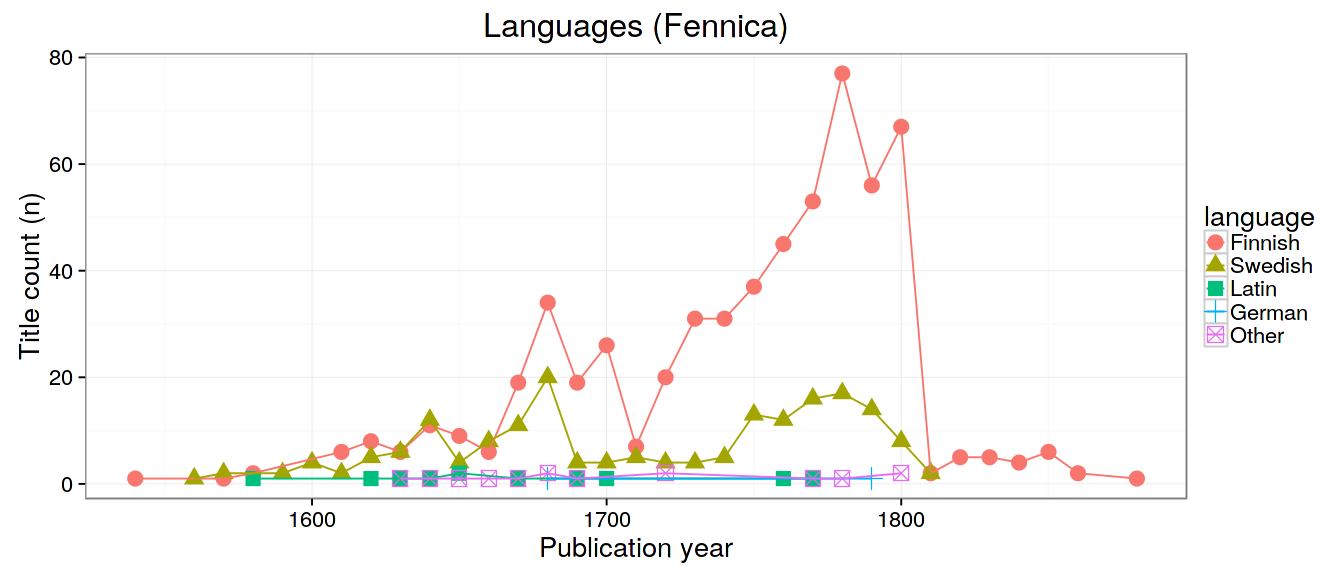 Languages (Fennica)
Title count (n)
80
60
40
20
0
1600 1700 1800
Publication year
language
Finnish
Swedish
Latin
German
Other